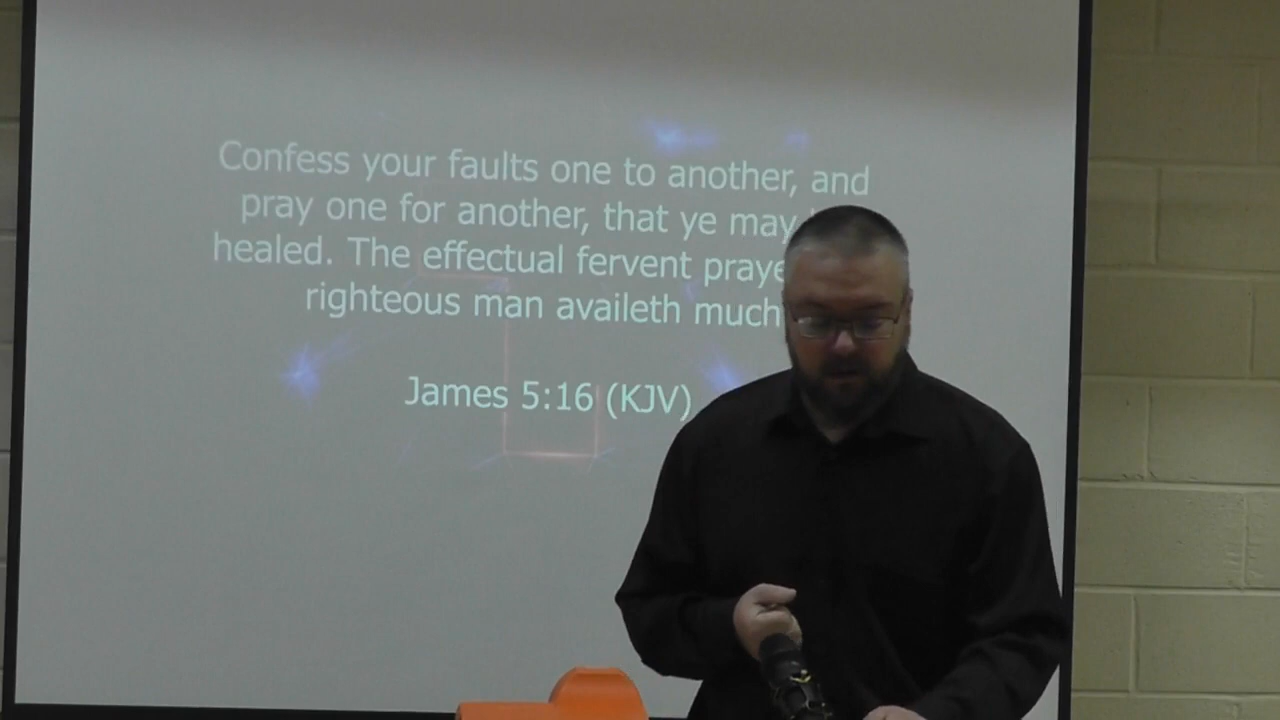 Confess your faults one to another, and
pray one for another, that ye may
healed. The effectual fervent
righteous man availeth much
James 5:16 (KJV)